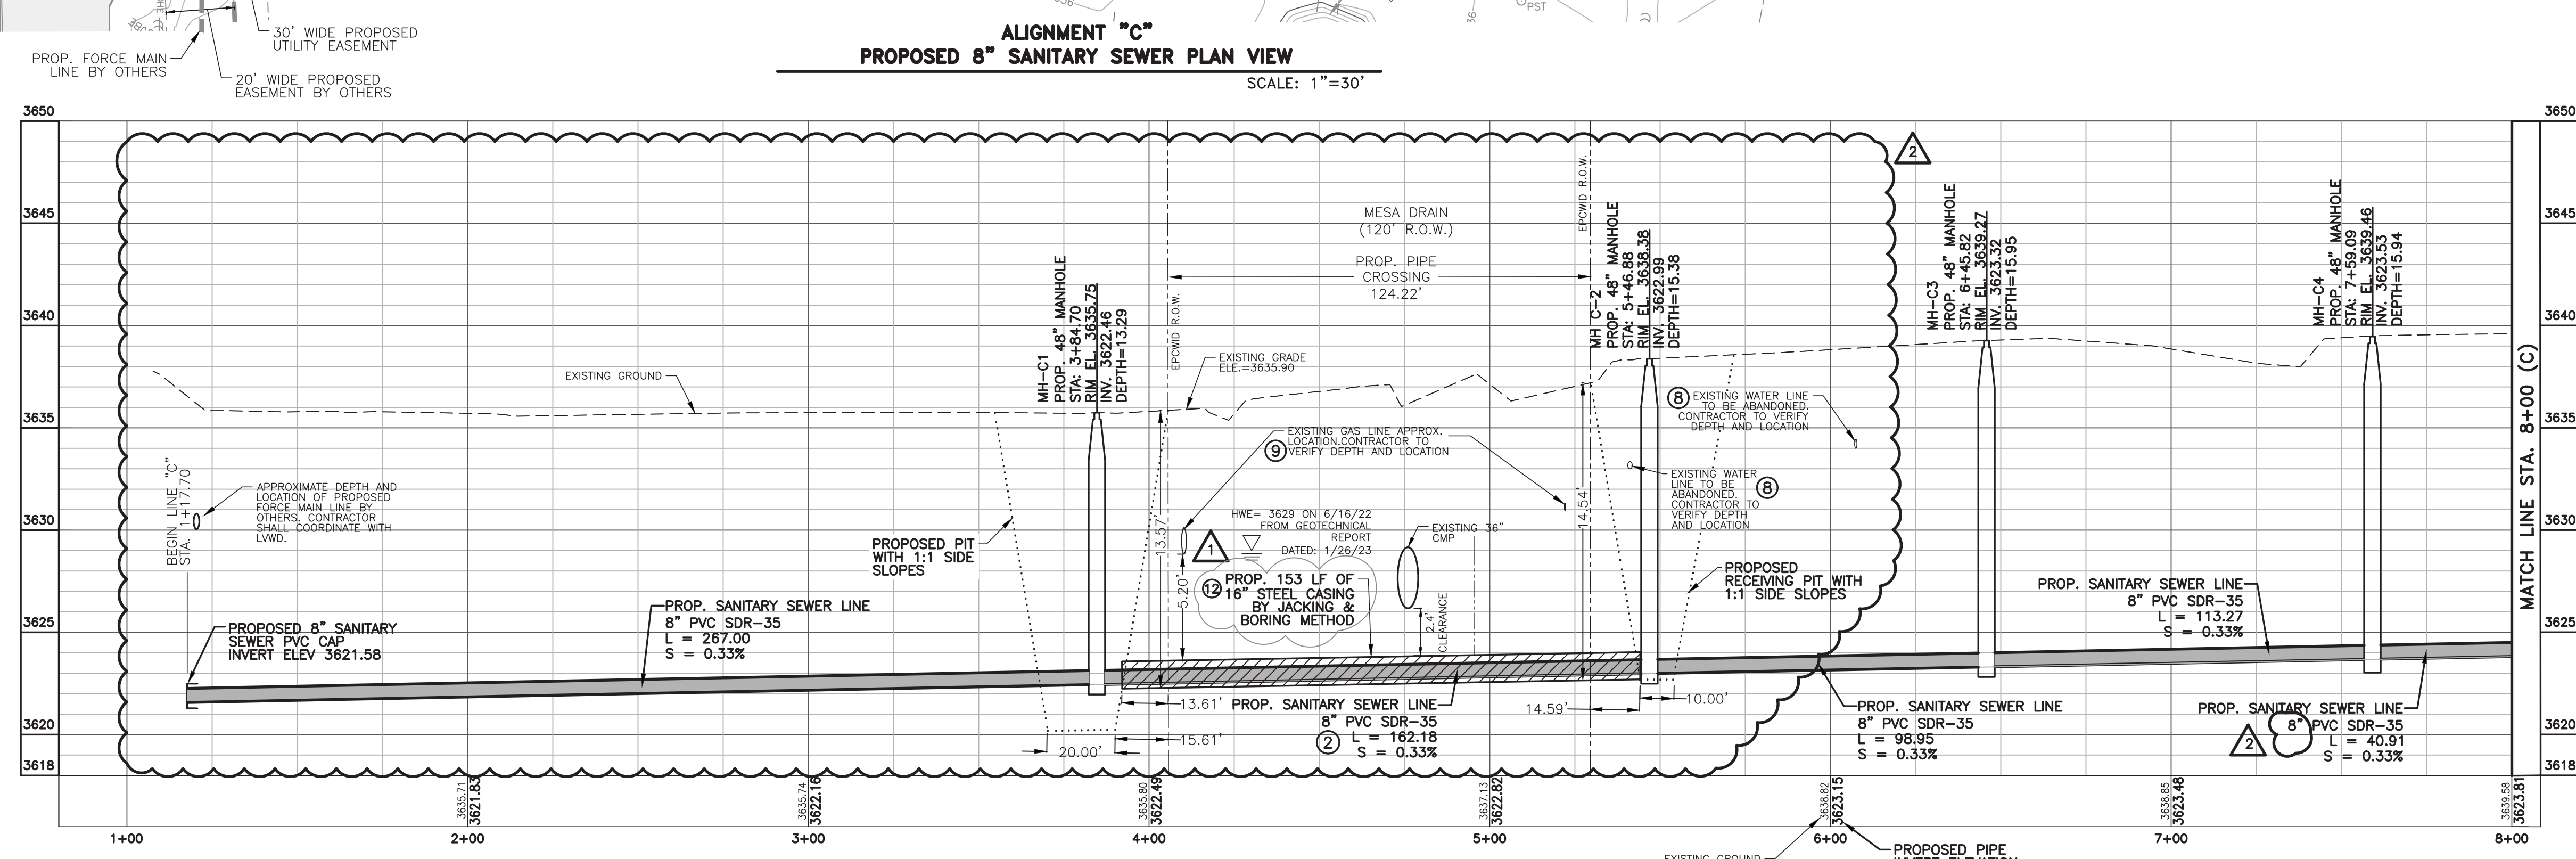 30' WIDE PROPOSED
UTILITY EASEMENT
PROP. FORCE MAIN
LINE BY OTHERS
20' WIDE PROPOSED
EASEMENT BY OTHERS
PST
36
ALIGNMENT "C"
PROPOSED 8" SANITARY SEWER PLAN VIEW
SCALE: 1"=30'
3650
3645
3640
3635
3630
3625
3620
3618
BEGIN LINE "C"
STA. 1+17.70
APPROXIMATE DEPTH AND
LOCATION OF PROPOSED
FORCE MAIN LINE BY
OTHERS. CONTRACTOR
SHALL COORDINATE WITH
LVWD.
PROPOSED 8" SANITARY
SEWER PVC CAP
INVERT ELEV 3621.58
EXISTING GROUND
PROP. SANITARY SEWER LINE
8" PVC SDR-35
L = 267.00
S = 0.33%
PROPOSED PIT
WITH 1:1 SIDE
SLOPES
MH-C1
PROP. 48" MANHOLE
STA: 3+84.70
RIM EL. 3635.75
INV. 3622.46
DEPTH=13.29
EPCWID R.O.W.
EXISTING GRADE
ELE.=3635.90
MESA DRAIN
(120' R.O.W.)
PROP. PIPE
CROSSING
124.22'
EPCWID R.O.W.
9
EXISTING GAS LINE APPROX.
LOCATION.CONTRACTOR TO
VERIFY DEPTH AND LOCATION
13.57'
5.20'
1
HWE= 3629 ON 6/16/22
FROM GEOTECHNICAL
REPORT
DATED: 1/26/23
EXISTING 36"
CMP
12
PROP. 153 LF OF
16" STEEL CASING
BY JACKING &
BORING METHOD
2.4'
CLEARANCE
14.54'
13.61'
15.61'
20.00'
PROP. SANITARY SEWER LINE
8" PVC SDR-35
2
L = 162.18
S = 0.33%
14.59'
10.00'
MH C-2
PROP. 48" MANHOLE
STA: 5+46.88
RIM EL. 3638.38
INV. 3622.99
DEPTH=15.38
8
EXISTING WATER LINE
TO BE ABANDONED.
CONTRACTOR TO VERIFY
DEPTH AND LOCATION
EXISTING WATER
LINE TO BE
ABANDONED.
CONTRACTOR TO
VERIFY DEPTH
AND LOCATION
8
PROPOSED
RECEIVING PIT WITH
1:1 SIDE SLOPES
2
PROP. SANITARY SEWER LINE
8" PVC SDR-35
L = 98.95
S = 0.33%
MH-C3
PROP. 48" MANHOLE
STA: 6+45.82
RIM EL. 3639.27
INV. 3623.32
DEPTH=15.95
PROP. SANITARY SEWER LINE
8" PVC SDR-35
L = 113.27
S = 0.33%
MH-C4
PROP. 48" MANHOLE
STA: 7+59.09
RIM EL. 3639.46
INV. 3623.53
DEPTH=15.94
PROP. SANITARY SEWER LINE
8" PVC SDR-35
2
L = 40.91
S = 0.33%
MATCH LINE STA. 8+00 (C)
3650
3645
3640
3635
3630
3625
3620
3618
3635.71
3621.83
3635.74
3622.16
3635.80
3622.49
3637.13
3622.82
3638.82
3623.15
3638.85
3623.48
3639.58
3623.81
1+00
2+00
3+00
4+00
5+00
6+00
7+00
8+00
EXISTING GROUND
PROPOSED PIPE
INVERT ELEVATION